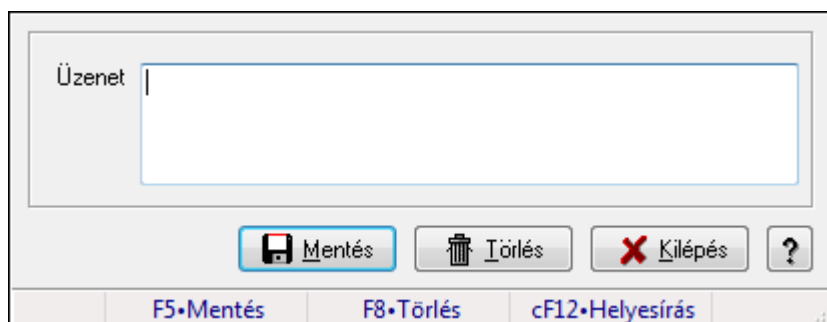 Üzenet
Mentés Törlés Kilépés ?
F5•Mentés F8•Törlés cF12•Helyesírás